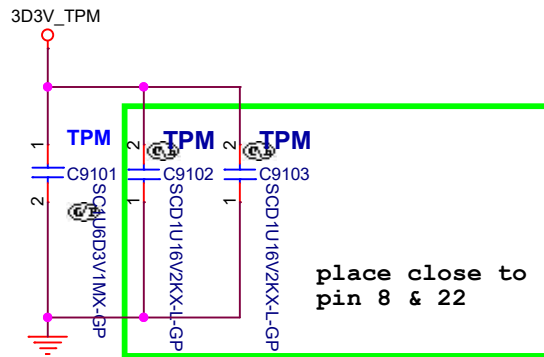 3D3V_TPM
1
TPM
C9101
SC1U6D3V1MX-GP
2
2
TPM
C9102
SCD1U16V2KX-L-GP
1
2
TPM
C9103
SCD1U16V2KX-L-GP
1
place close to
pin 8 & 22